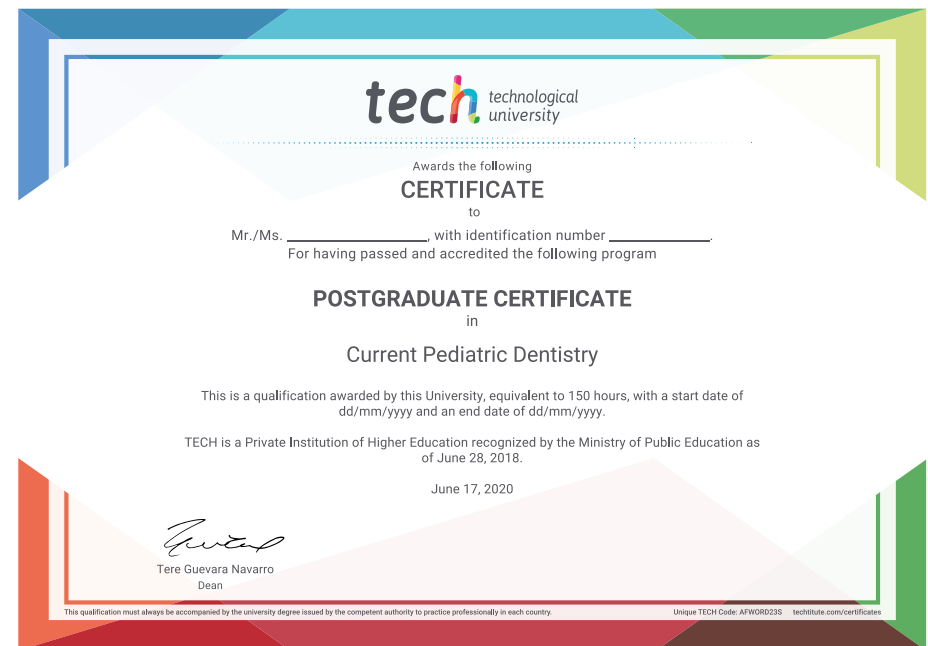 tech technological
university
Awards the following
CERTIFICATE
to
Mr./Ms. ____________________, with identification number ______________.
For having passed and accredited the following program
POSTGRADUATE CERTIFICATE
in
Current Pediatric Dentistry
This is a qualification awarded by this University, equivalent to 150 hours, with a start date of
dd/mm/yyyy and an end date of dd/mm/yyyy.
TECH is a Private Institution of Higher Education recognized by the Ministry of Public Education as
of June 28, 2018.
June 17, 2020
Tere Guevara Navarro
Dean
This qualification must always be accompanied by the university degree issued by the competent authority to practice professionally in each country. Unique TECH Code: AFWORD23S techtitute.com/certificates